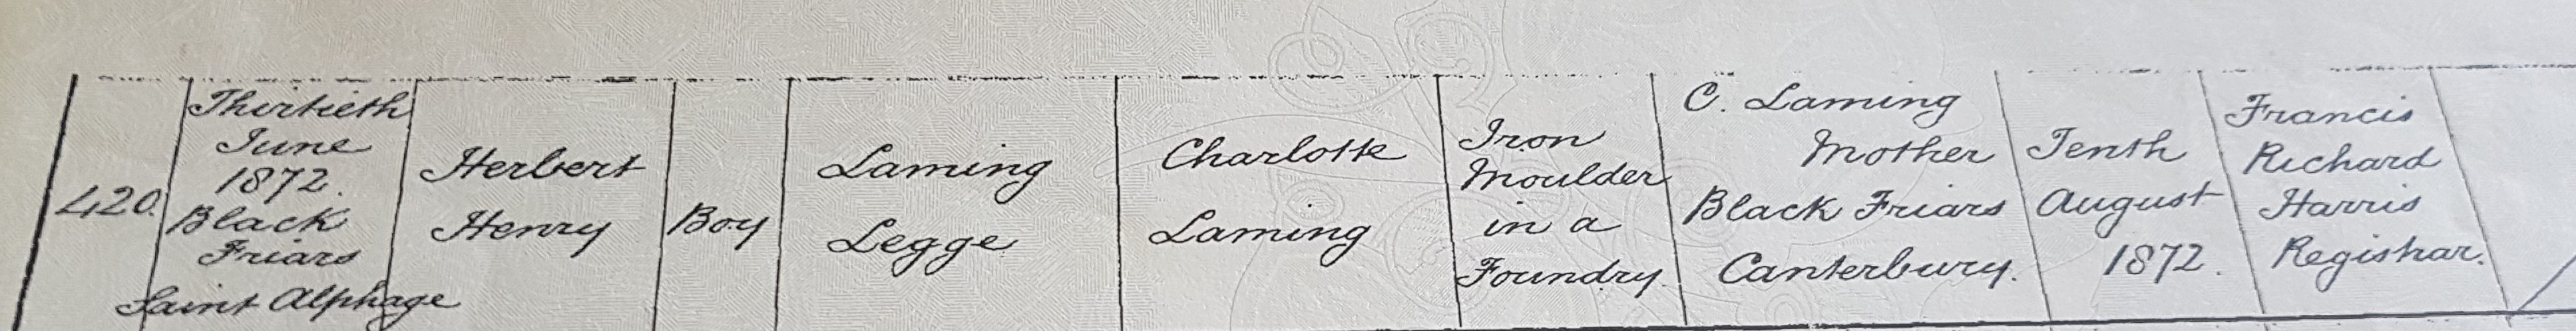 420.
Thirtieth
June
1872.
Black
Friars
Saint Alphage
Herbert
Henry
Boy
Laming
Legge
Charlotte
Laming
Iron
Moulder
in a
Foundry
C. Laming
Mother
Black Friars
Canterbury.
Tenth
August
1872.
Francis
Richard
Harris
Registrar.